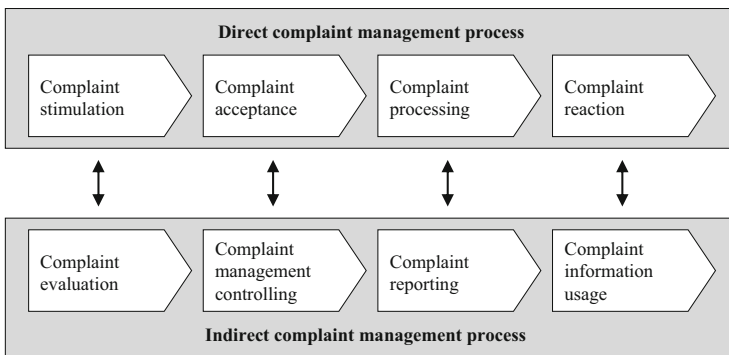 Direct complaint management process
Complaint
stimulation
Complaint
acceptance
Complaint
processing
Complaint
reaction
Complaint
evaluation
Complaint
management
controlling
Complaint
reporting
Complaint
information
usage
Indirect complaint management process